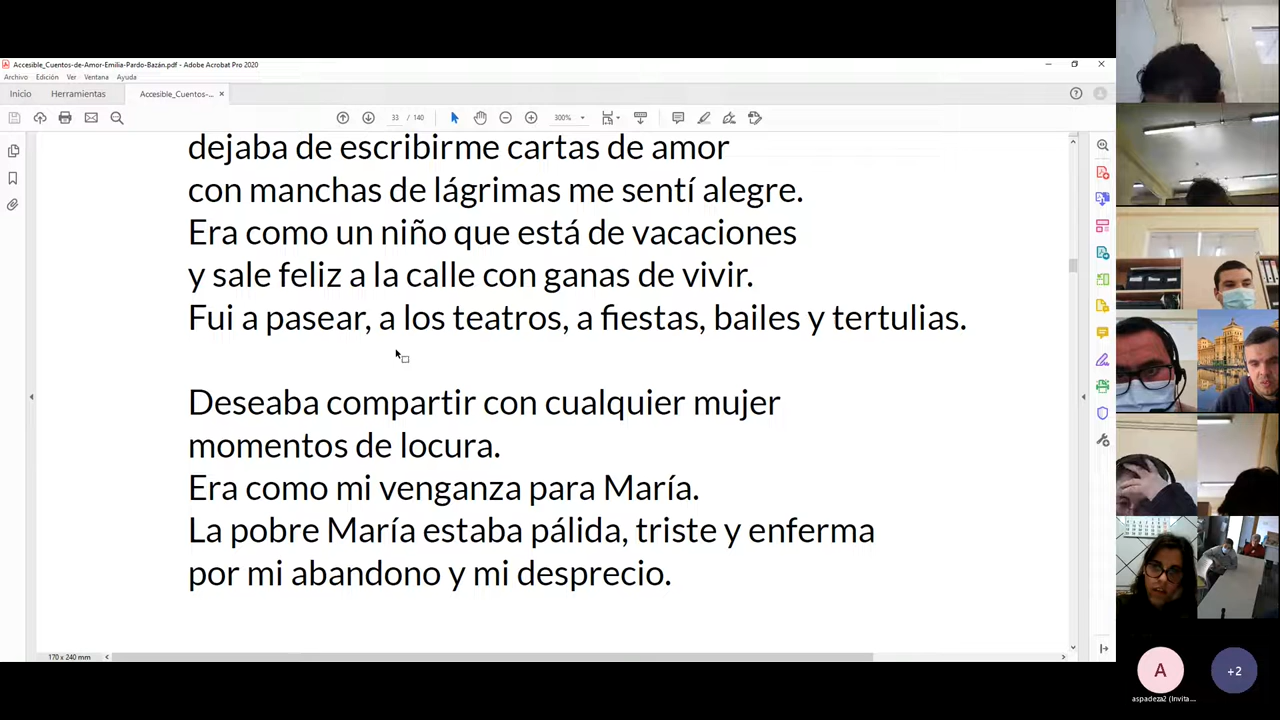 Accesible_Cuentos-de-Amor-Emilia-Pardo-Bazán.pdf - Adobe Acrobat Pro 2020
Archivo Edición Ver Ventana Ayuda
Inicio Herramientas Accesible_Cuentos-... ×
33 / 140 300%
dejaba de escribirme cartas de amor
con manchas de lágrimas me sentí alegre.
Era como un niño que está de vacaciones
y sale feliz a la calle con ganas de vivir.
Fui a pasear, a los teatros, a fiestas, bailes y tertulias.
Deseaba compartir con cualquier mujer
momentos de locura.
Era como mi venganza para María.
La pobre María estaba pálida, triste y enferma
por mi abandono y mi desprecio.
170 x 240 mm
A
+2
aspadeza2 (Invita...